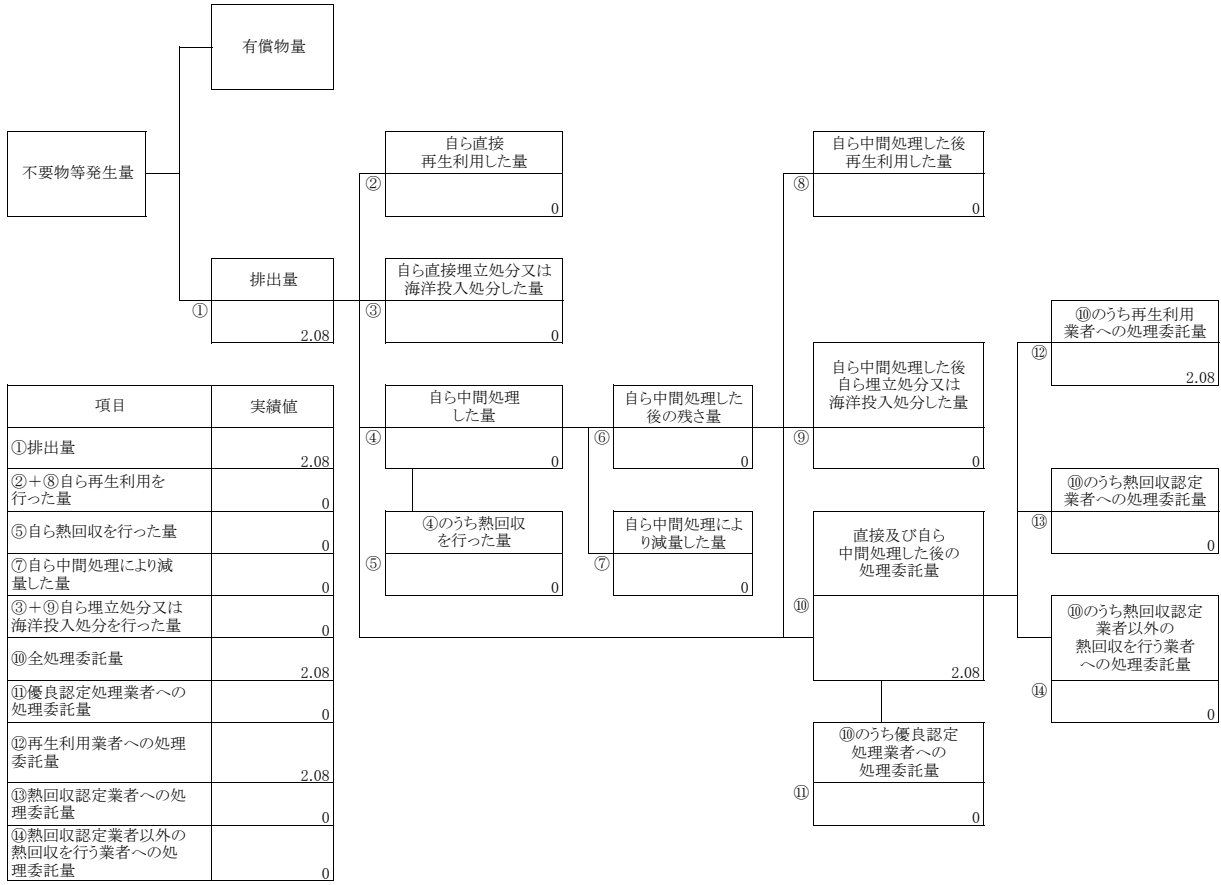 有償物量
不要物等発生量
自ら直接
再生利用した量
②
0
自ら中間処理した後
再生利用した量
⑧
0
排出量
①
2.08
自ら直接埋立処分又は
海洋投入処分した量
③
0
⑩のうち再生利用
業者への処理委託量
⑫
2.08
自ら中間処理した後
自ら埋立処分又は
海洋投入処分した量
⑨
0
自ら中間処理
した量
④
0
自ら中間処理した
後の残さ量
⑥
0
⑩のうち熱回収認定
業者への処理委託量
⑬
0
④のうち熱回収
を行った量
⑤
0
自ら中間処理によ
り減量した量
⑦
0
直接及び自ら
中間処理した後の
処理委託量
⑩
2.08
⑩のうち熱回収認定
業者以外の
熱回収を行う業者
への処理委託量
⑭
0
⑩のうち優良認定
処理業者への
処理委託量
⑪
0
項目 実績値
①排出量
2.08
②＋⑧自ら再生利用を
行った量
0
⑤自ら熱回収を行った量
0
⑦自ら中間処理により減
量した量
0
③＋⑨自ら埋立処分又は
海洋投入処分を行った量
0
⑩全処理委託量
2.08
⑪優良認定処理業者への
処理委託量
0
⑫再生利用業者への処理
委託量
2.08
⑬熱回収認定業者への処
理委託量
0
⑭熱回収認定業者以外の
熱回収を行う業者への処
理委託量
0